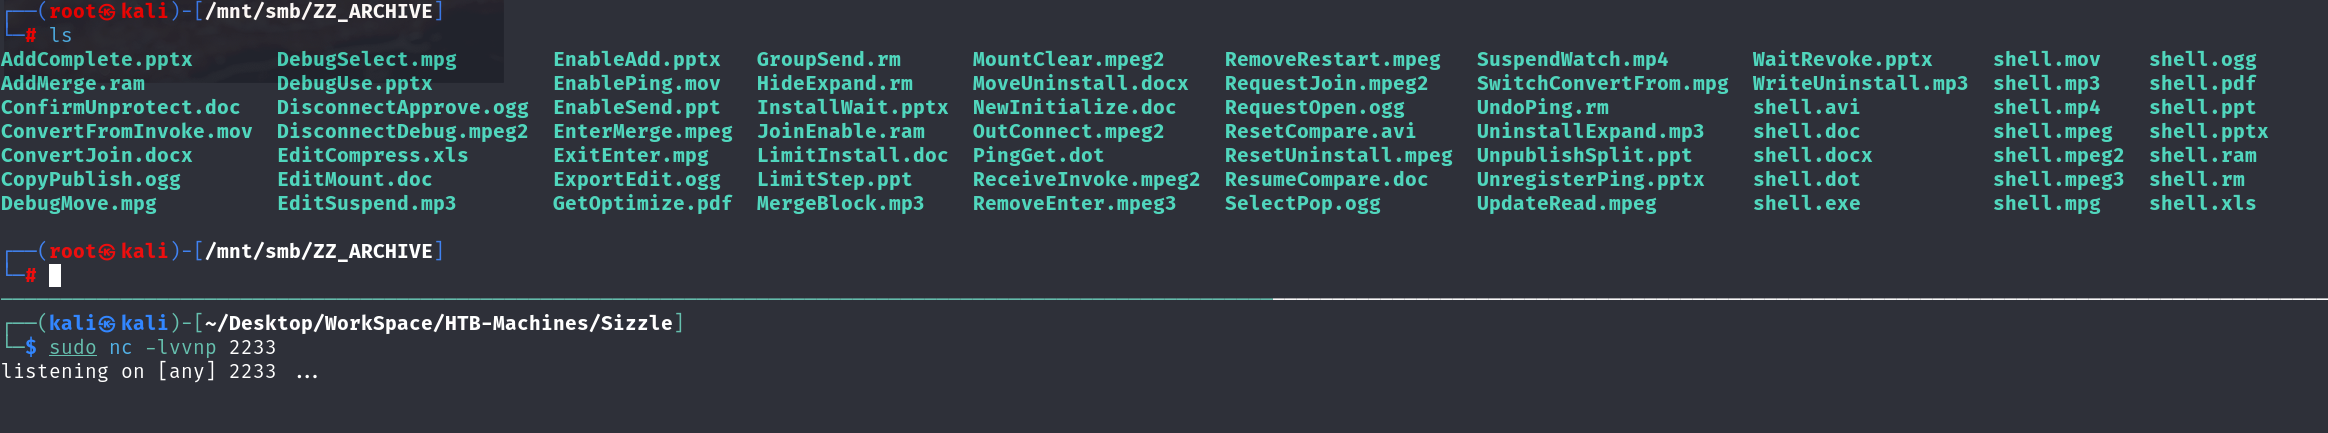 ┌──(root㉿kali)-[/mnt/smb/ZZ_ARCHIVE]
└─# ls
AddComplete.pptx DebugSelect.mpg EnableAdd.pptx GroupSend.rm MountClear.mpeg2 RemoveRestart.mpeg SuspendWatch.mp4 WaitRevoke.pptx shell.mov shell.ogg
AddMerge.ram DebugUse.pptx EnablePing.mov HideExpand.rm MoveUninstall.docx RequestJoin.mpeg2 SwitchConvertFrom.mpg WriteUninstall.mp3 shell.mp3 shell.pdf
ConfirmUnprotect.doc DisconnectApprove.ogg EnableSend.ppt InstallWait.pptx NewInitialize.doc RequestOpen.ogg UndoPing.rm shell.avi shell.mp4 shell.ppt
ConvertFromInvoke.mov DisconnectDebug.mpeg2 EnterMerge.mpeg JoinEnable.ram OutConnect.mpeg2 ResetCompare.avi UninstallExpand.mp3 shell.doc shell.mpeg shell.pptx
ConvertJoin.docx EditCompress.xls ExitEnter.mpg LimitInstall.doc PingGet.dot ResetUninstall.mpeg UnpublishSplit.ppt shell.docx shell.mpeg2 shell.ram
CopyPublish.ogg EditMount.doc ExportEdit.ogg LimitStep.ppt ReceiveInvoke.mpeg2 ResumeCompare.doc UnregisterPing.pptx shell.dot shell.mpeg3 shell.rm
DebugMove.mpg EditSuspend.mp3 GetOptimize.pdf MergeBlock.mp3 RemoveEnter.mpeg3 SelectPop.ogg UpdateRead.mpeg shell.exe shell.mpg shell.xls
┌──(root㉿kali)-[/mnt/smb/ZZ_ARCHIVE]
└─#
┌──(kali㉿kali)-[~/Desktop/WorkSpace/HTB-Machines/Sizzle]
└─$ sudo nc -lvvnp 2233
listening on [any] 2233 ...